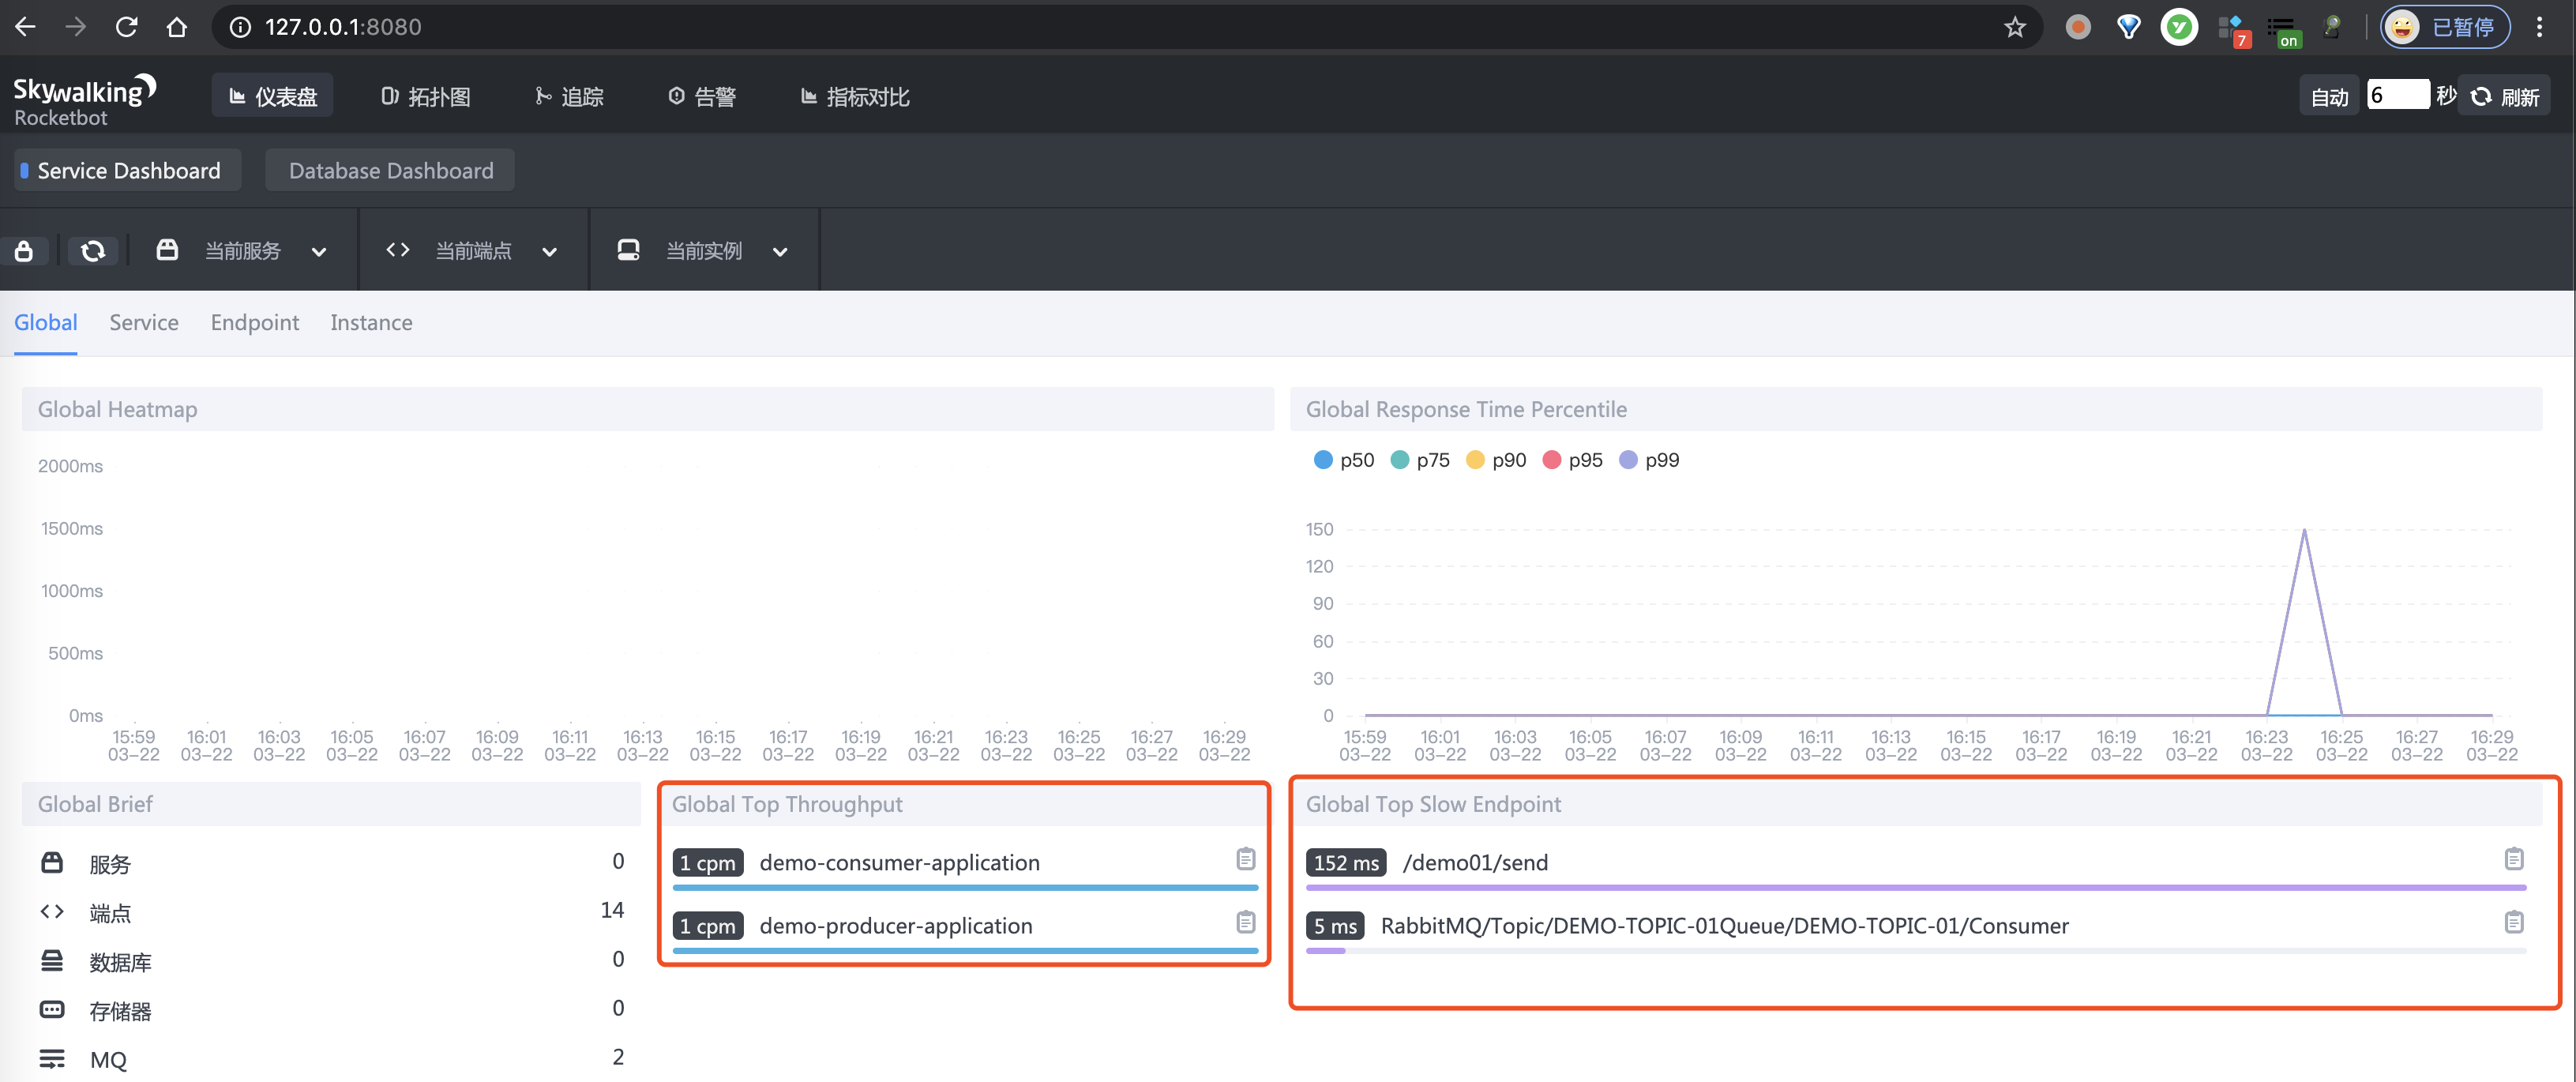 127.0.0.1:8080
7
on
已暂停
Skywalking
Rocketbot
仪表盘
拓扑图
追踪
告警
指标对比
自动
6
秒
刷新
Service Dashboard
Database Dashboard
当前服务
当前端点
当前实例
Global
Service
Endpoint
Instance
Global Heatmap
2000ms
1500ms
1000ms
500ms
0ms
15:59 16:01 16:03 16:05 16:07 16:09 16:11 16:13 16:15 16:17 16:19 16:21 16:23 16:25 16:27 16:29
03-22 03-22 03-22 03-22 03-22 03-22 03-22 03-22 03-22 03-22 03-22 03-22 03-22 03-22 03-22 03-22
Global Response Time Percentile
p50 p75 p90 p95 p99
150
120
90
60
30
0
15:59 16:01 16:03 16:05 16:07 16:09 16:11 16:13 16:15 16:17 16:19 16:21 16:23 16:25 16:27 16:29
03-22 03-22 03-22 03-22 03-22 03-22 03-22 03-22 03-22 03-22 03-22 03-22 03-22 03-22 03-22 03-22
Global Brief
服务 0
端点 14
数据库 0
存储器 0
MQ 2
Global Top Throughput
1 cpm demo-consumer-application
1 cpm demo-producer-application
Global Top Slow Endpoint
152 ms /demo01/send
5 ms RabbitMQ/Topic/DEMO-TOPIC-01Queue/DEMO-TOPIC-01/Consumer